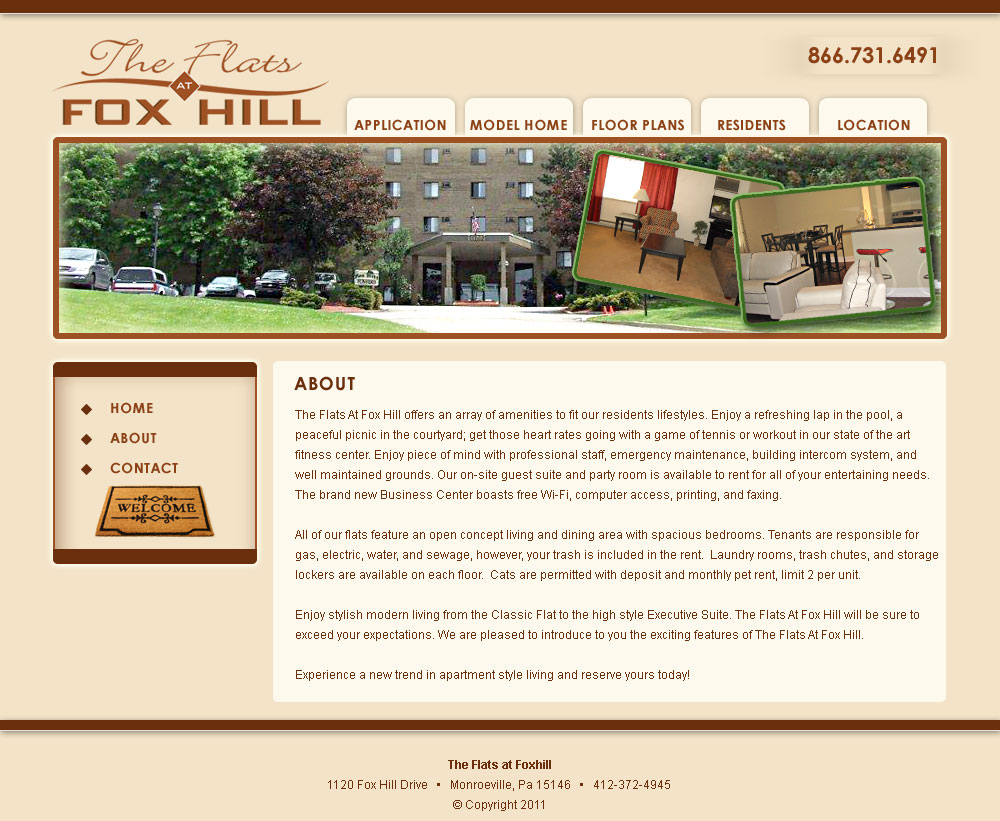 The Flats
AT
FOX HILL
866.731.6491
APPLICATION
MODEL HOME
FLOOR PLANS
RESIDENTS
LOCATION
HOME
ABOUT
CONTACT
WELCOME
ABOUT
The Flats At Fox Hill offers an array of amenities to fit our residents lifestyles. Enjoy a refreshing lap in the pool, a
peaceful picnic in the courtyard; get those heart rates going with a game of tennis or workout in our state of the art
fitness center. Enjoy piece of mind with professional staff, emergency maintenance, building intercom system, and
well maintained grounds. Our on-site guest suite and party room is available to rent for all of your entertaining needs.
The brand new Business Center boasts free Wi-Fi, computer access, printing, and faxing.
All of our flats feature an open concept living and dining area with spacious bedrooms. Tenants are responsible for
gas, electric, water, and sewage, however, your trash is included in the rent. Laundry rooms, trash chutes, and storage
lockers are available on each floor. Cats are permitted with deposit and monthly pet rent, limit 2 per unit.
Enjoy stylish modern living from the Classic Flat to the high style Executive Suite. The Flats At Fox Hill will be sure to
exceed your expectations. We are pleased to introduce to you the exciting features of The Flats At Fox Hill.
Experience a new trend in apartment style living and reserve yours today!
The Flats at Foxhill
1120 Fox Hill Drive • Monroeville, Pa 15146 • 412-372-4945
© Copyright 2011